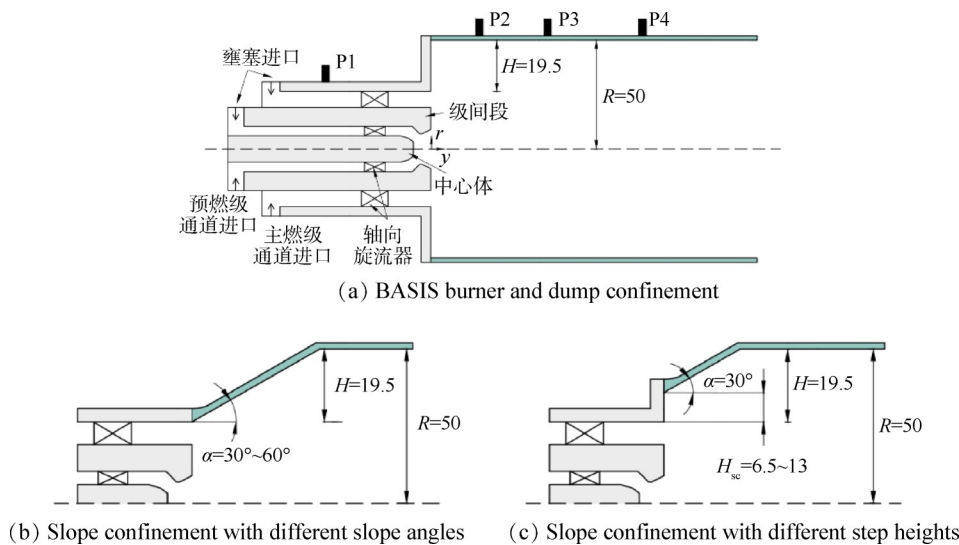 P1
P2
P3
P4
雍塞进口
H=19.5
R=50
级间段
r
y
中心体
预燃级
通道进口
主燃级
通道进口
轴向
旋流器
(a) BASIS burner and dump confinement
H=19.5
R=50
α=30°~60°
(b) Slope confinement with different slope angles
α=30°
H=19.5
R=50
Hsc=6.5~13
(c) Slope confinement with different step heights